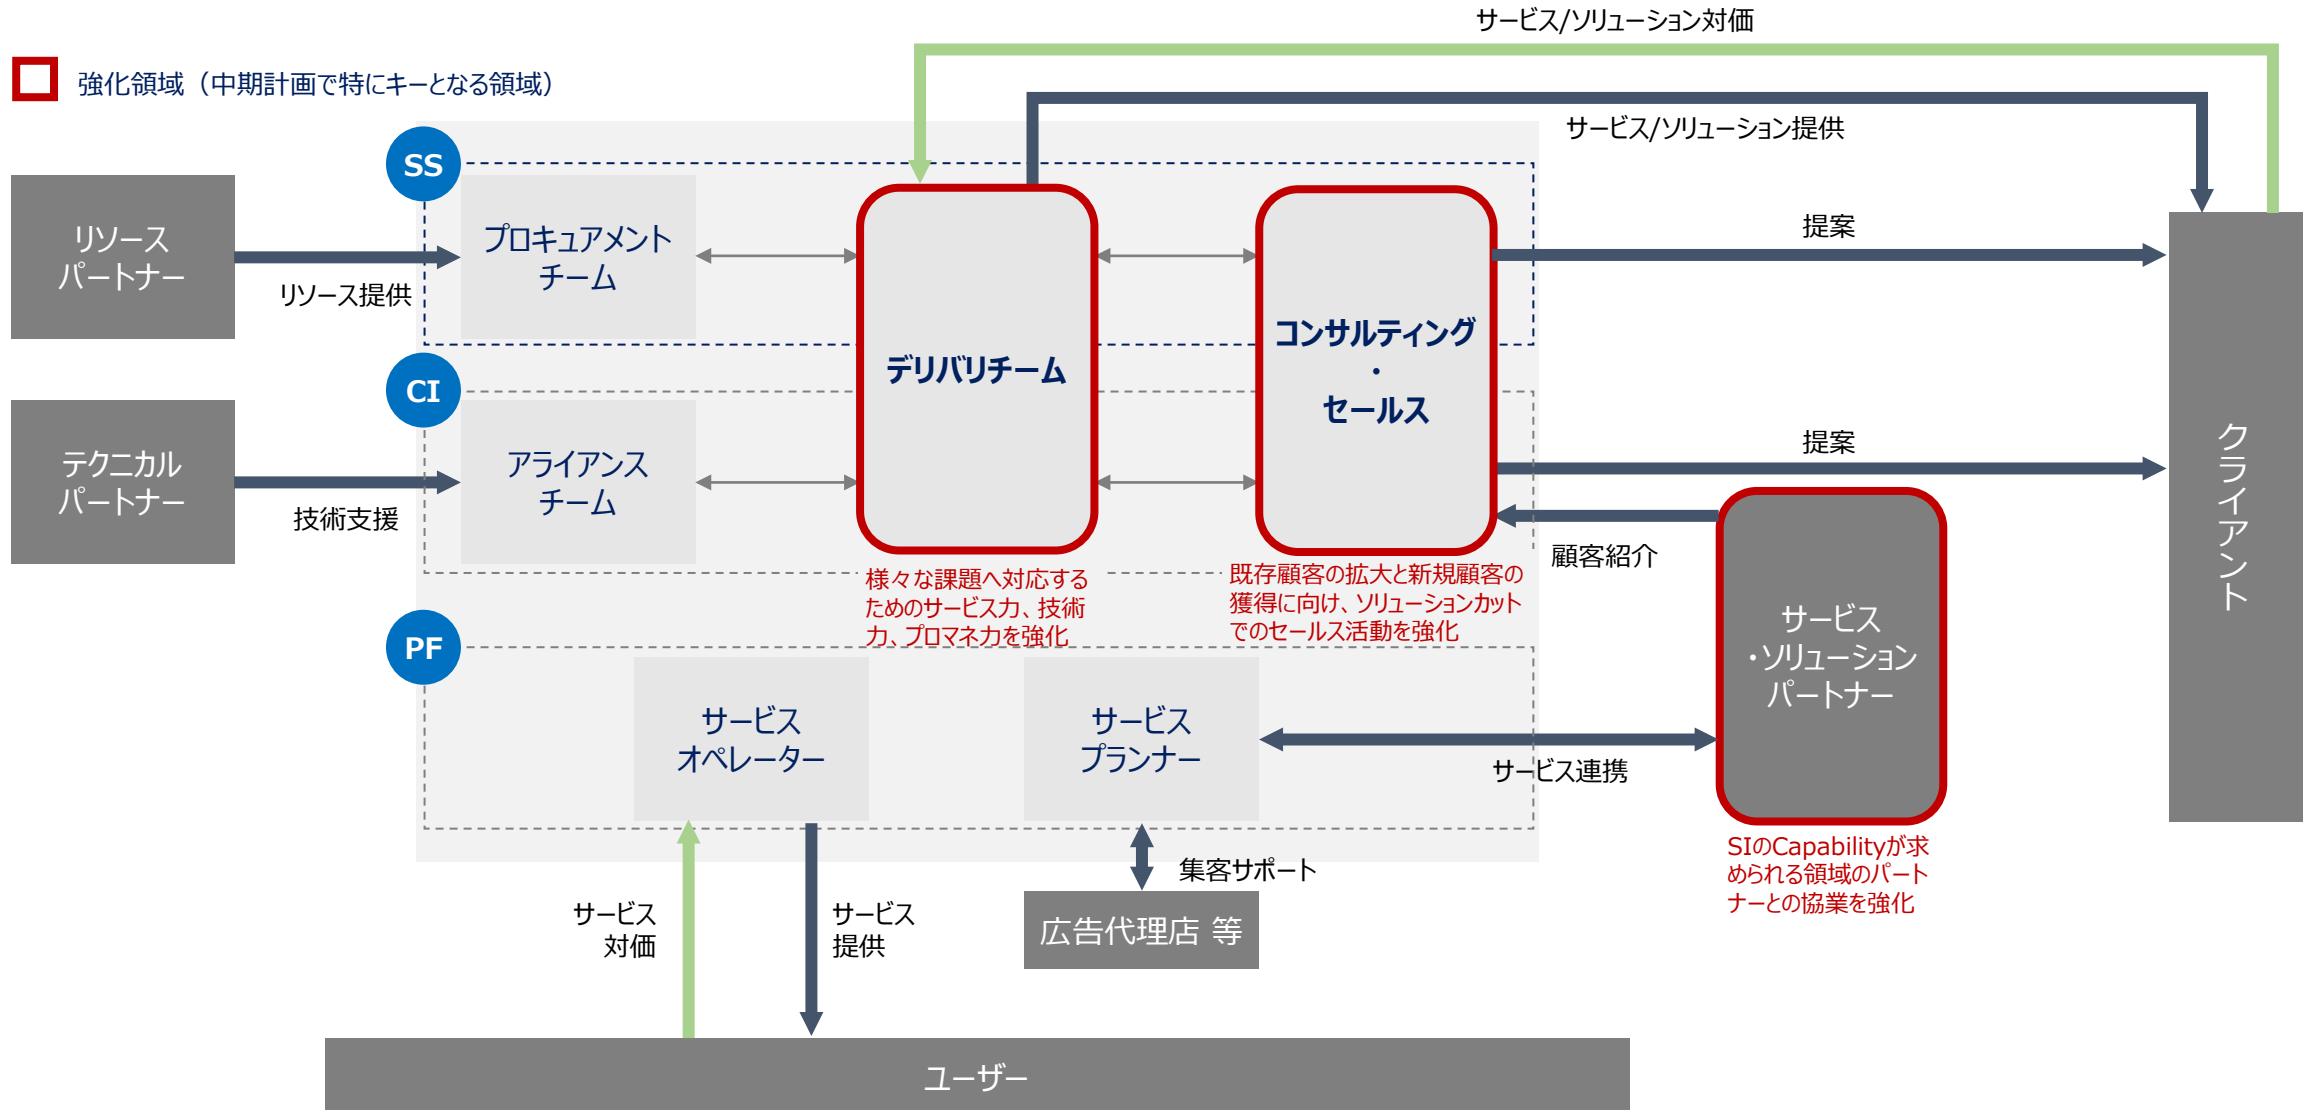 サービス/ソリューション対価
強化領域（中期計画で特にキーとなる領域）
サービス/ソリューション提供
SS
リソース
パートナー
リソース提供
プロキュアメント
チーム
デリバリチーム
コンサルティング
・
セールス
提案
CI
テクニカル
パートナー
技術支援
アライアンス
チーム
提案
顧客紹介
クライアント
様々な課題へ対応する
ためのサービス力、技術
力、プロマネ力を強化
既存顧客の拡大と新規顧客の
獲得に向け、ソリューションカット
でのセールス活動を強化
サービス
・ソリューション
パートナー
PF
サービス
オペレーター
サービス
プランナー
サービス連携
SIのCapabilityが求
められる領域のパート
ナーとの協業を強化
集客サポート
サービス
対価
サービス
提供
広告代理店 等
ユーザー